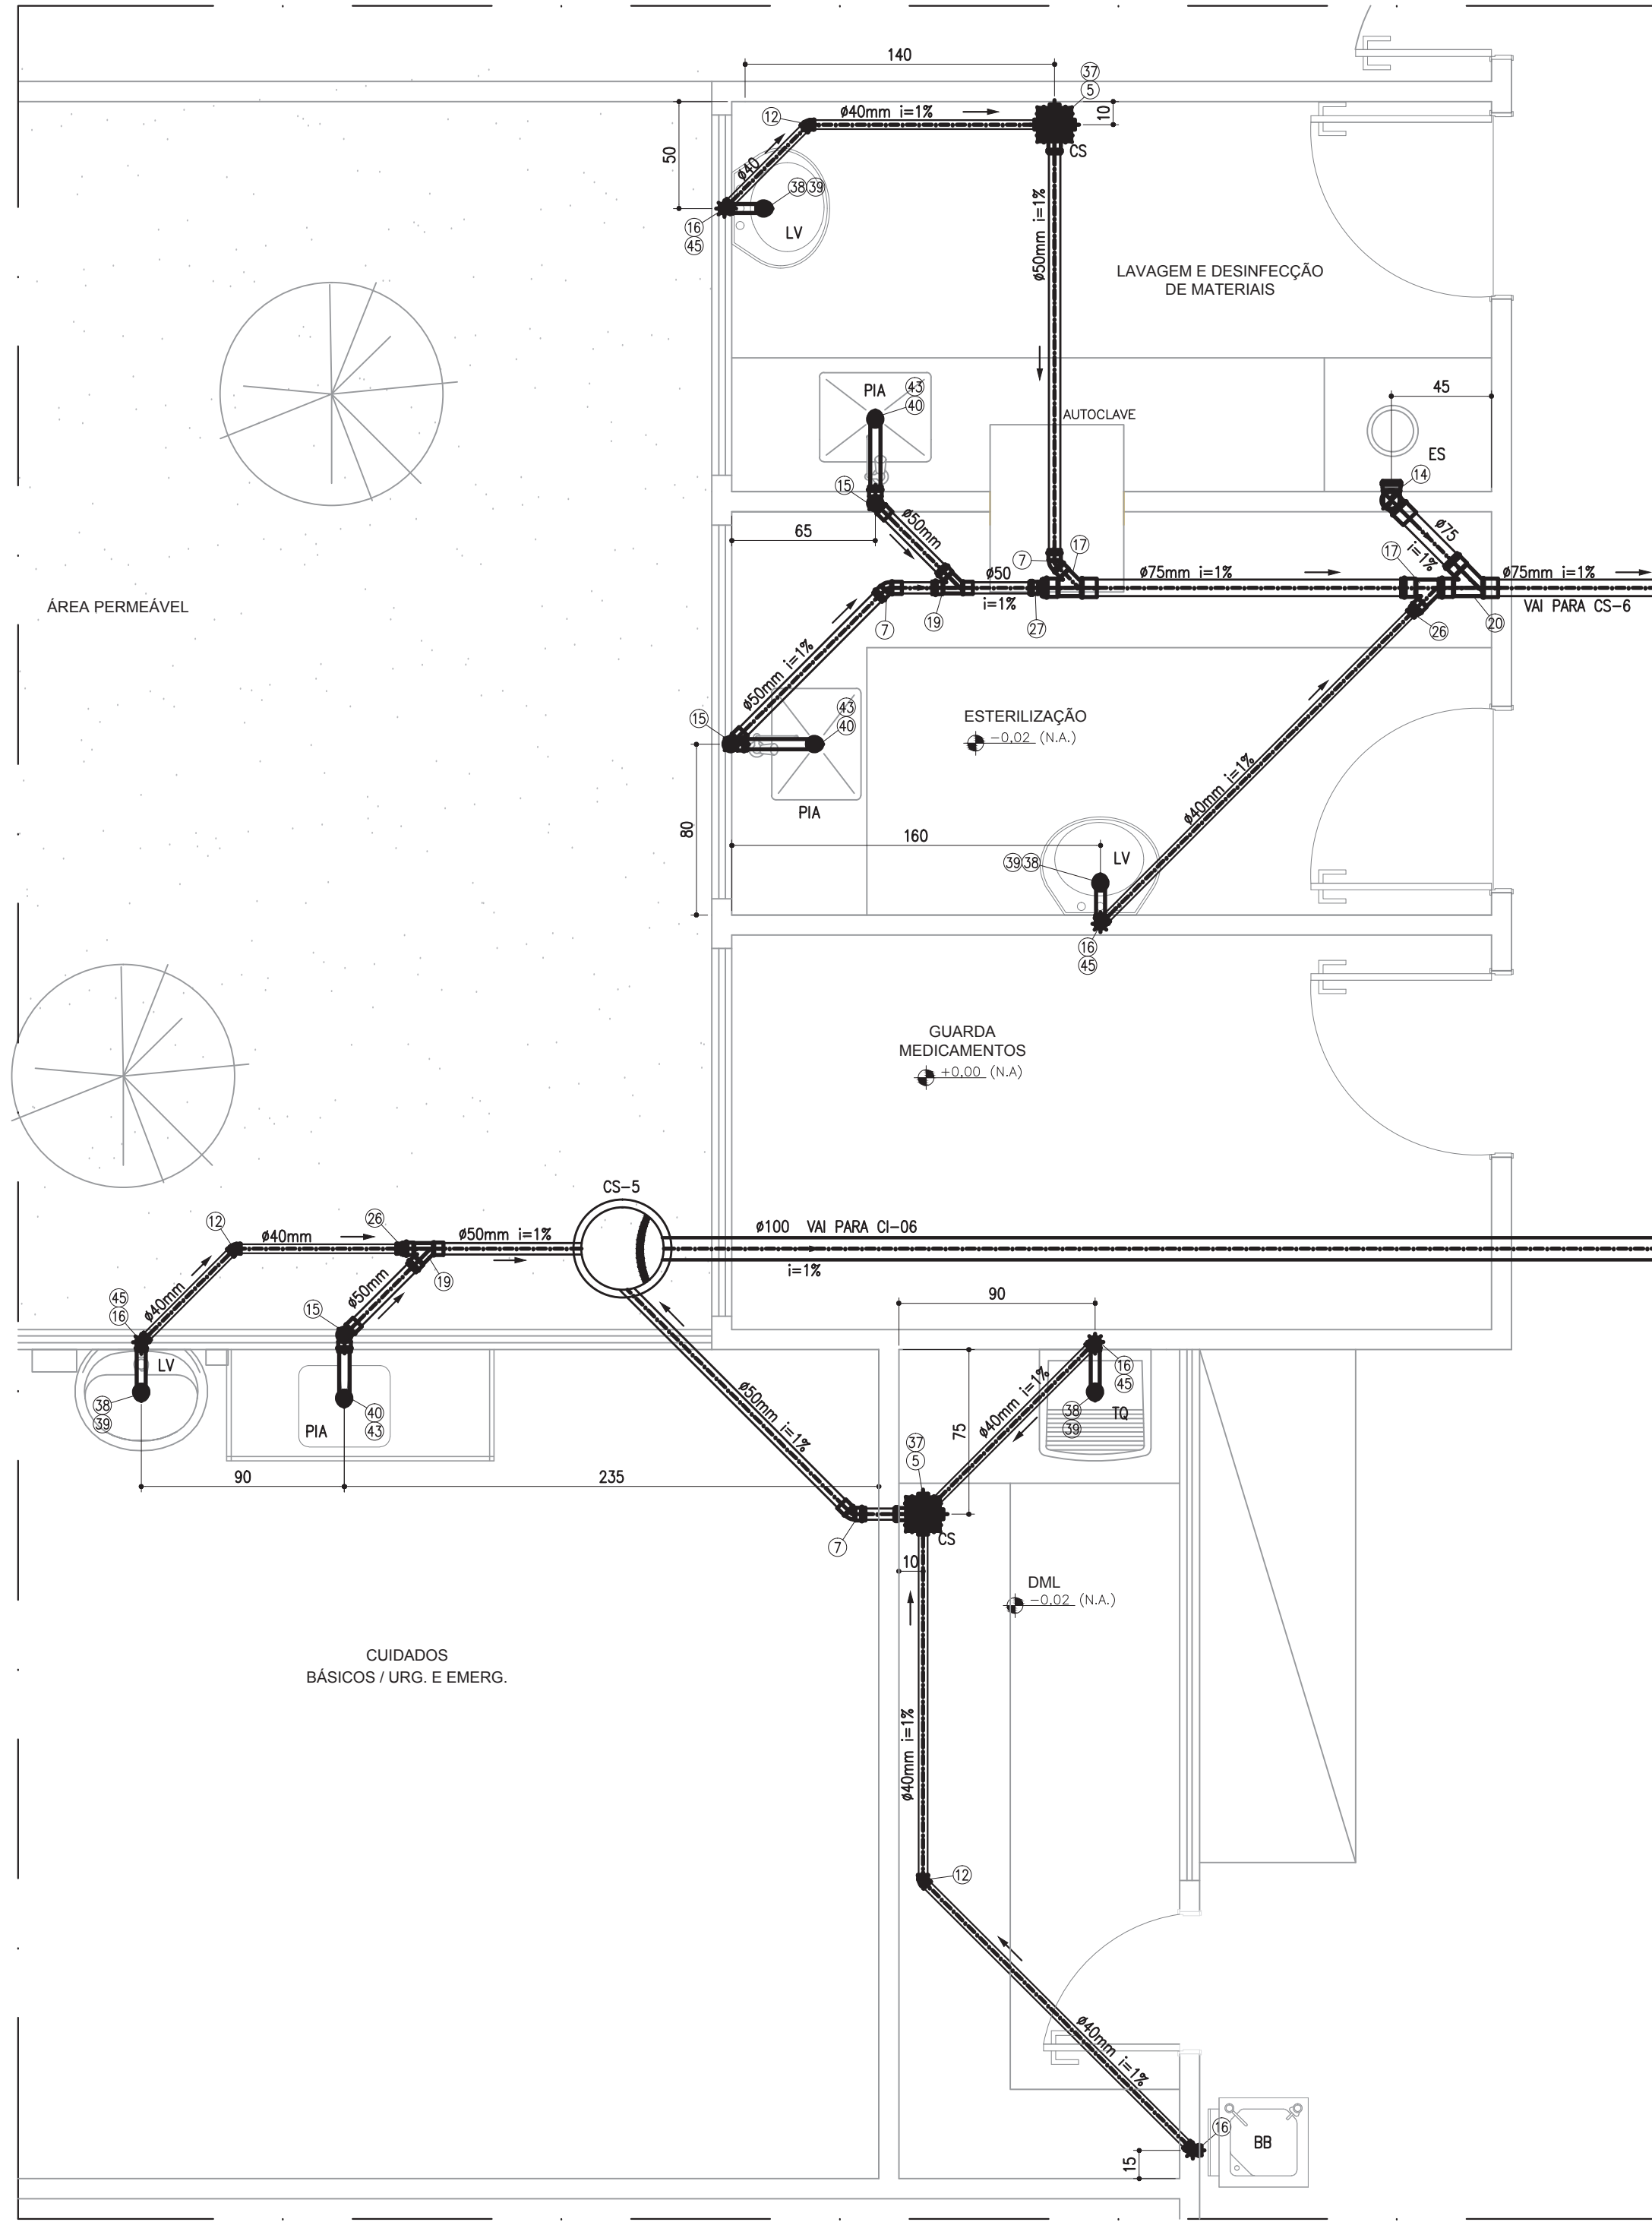 140
37
5
10
12
ø40mm i=1%
CS
50
ø40
38 39
LV
16
45
ø50mm i=1%
LAVAGEM E DESINFECÇÃO
DE MATERIAIS
PIA
43
40
AUTOCLAVE
45
ES
14
15
ø50mm
65
7
17
ø50
i=1%
ø75mm i=1%
17
ø75
i=1%
ø75mm i=1%
VAI PARA CS-6
ÁREA PERMEÁVEL
7
19
27
26
20
ø50mm i=1%
15
43
40
PIA
ESTERILIZAÇÃO
-0,02 (N.A.)
ø40mm i=1%
80
160
39 38
LV
16
45
GUARDA
MEDICAMENTOS
+0,00 (N.A)
CS-5
12
ø40mm
26
ø50mm i=1%
ø100 VAI PARA CI-06
i=1%
19
45
16
ø40mm
15
ø50mm
90
LV
38
39
PIA
40
43
ø50mm i=1%
75
ø40mm i=1%
16
45
38
39
TQ
37
5
90
235
7
CS
10
DML
-0,02 (N.A.)
CUIDADOS
BÁSICOS / URG. E EMERG.
ø40mm i=1%
12
ø40mm i=1%
16
BB
15